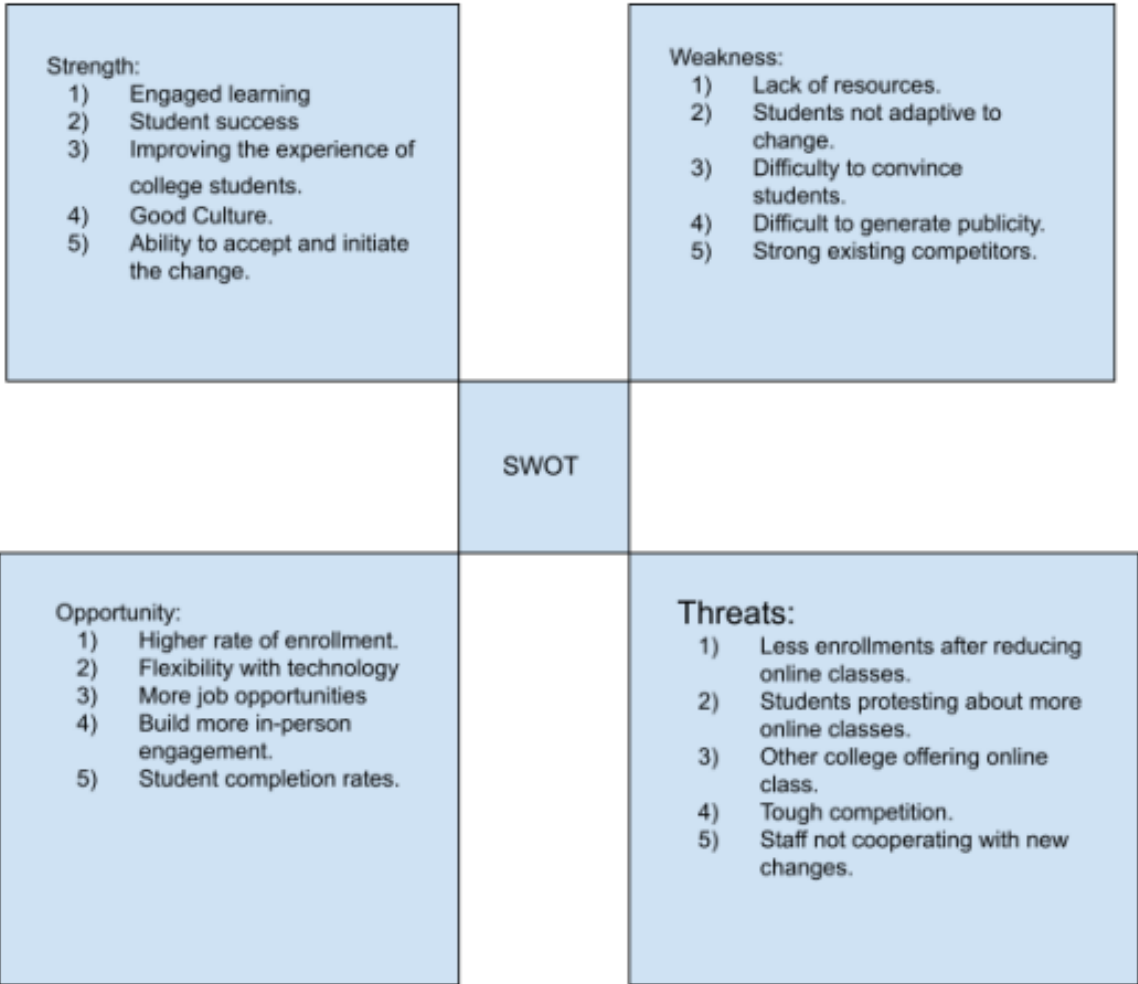 Strength:
1) Engaged learning
2) Student success
3) Improving the experience of
college students.
4) Good Culture.
5) Ability to accept and initiate
the change.
Weakness:
1) Lack of resources.
2) Students not adaptive to
change.
3) Difficulty to convince
students.
4) Difficult to generate publicity.
5) Strong existing competitors.
SWOT
Opportunity:
1) Higher rate of enrollment.
2) Flexibility with technology
3) More job opportunities
4) Build more in-person
engagement.
5) Student completion rates.
Threats:
1) Less enrollments after reducing
online classes.
2) Students protesting about more
online classes.
3) Other college offering online
class.
4) Tough competition.
5) Staff not cooperating with new
changes.